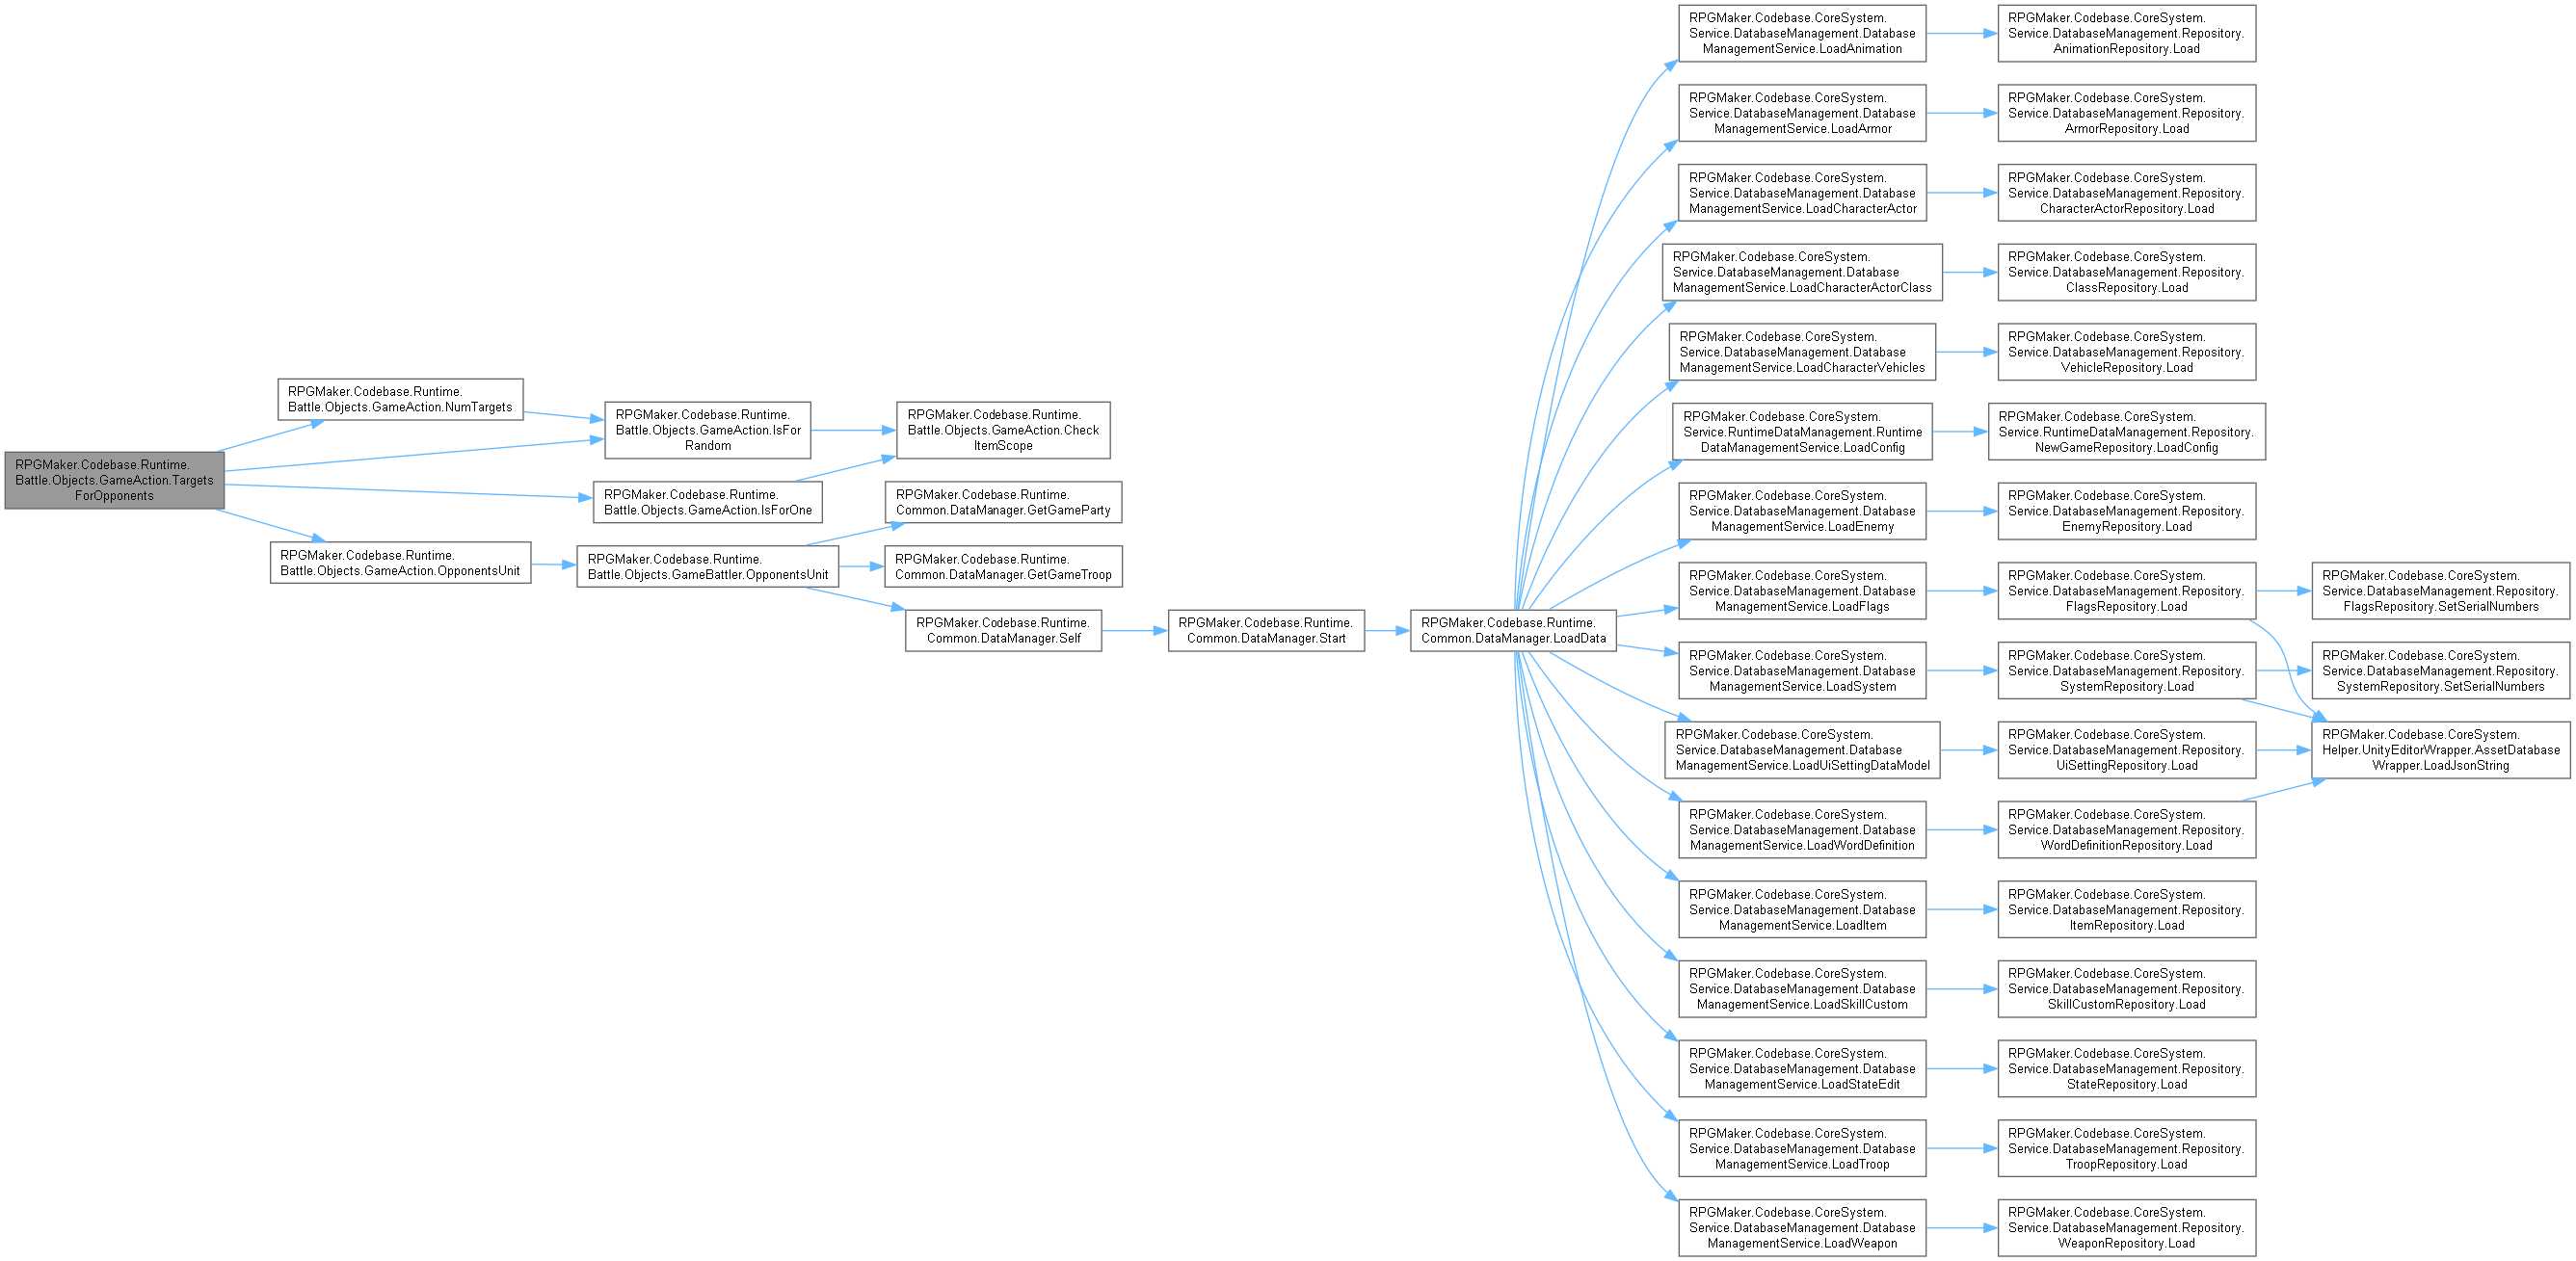 RPGMaker.Codebase.Runtime.
Battle.Objects.GameAction.Targets
ForOpponents
RPGMaker.Codebase.Runtime.
Battle.Objects.GameAction.NumTargets
RPGMaker.Codebase.Runtime.
Battle.Objects.GameAction.OpponentsUnit
RPGMaker.Codebase.Runtime.
Battle.Objects.GameAction.IsFor
Random
RPGMaker.Codebase.Runtime.
Battle.Objects.GameAction.IsForOne
RPGMaker.Codebase.Runtime.
Battle.Objects.GameBattler.OpponentsUnit
RPGMaker.Codebase.Runtime.
Battle.Objects.GameAction.Check
ItemScope
RPGMaker.Codebase.Runtime.
Common.DataManager.GetGameParty
RPGMaker.Codebase.Runtime.
Common.DataManager.GetGameTroop
RPGMaker.Codebase.Runtime.
Common.DataManager.Self
RPGMaker.Codebase.Runtime.
Common.DataManager.Start
RPGMaker.Codebase.Runtime.
Common.DataManager.LoadData
RPGMaker.Codebase.CoreSystem.
Service.DatabaseManagement.Database
ManagementService.LoadAnimation
RPGMaker.Codebase.CoreSystem.
Service.DatabaseManagement.Database
ManagementService.LoadArmor
RPGMaker.Codebase.CoreSystem.
Service.DatabaseManagement.Database
ManagementService.LoadCharacterActor
RPGMaker.Codebase.CoreSystem.
Service.DatabaseManagement.Database
ManagementService.LoadCharacterActorClass
RPGMaker.Codebase.CoreSystem.
Service.DatabaseManagement.Database
ManagementService.LoadCharacterVehicles
RPGMaker.Codebase.CoreSystem.
Service.RuntimeDataManagement.Runtime
DataManagementService.LoadConfig
RPGMaker.Codebase.CoreSystem.
Service.DatabaseManagement.Database
ManagementService.LoadEnemy
RPGMaker.Codebase.CoreSystem.
Service.DatabaseManagement.Database
ManagementService.LoadFlags
RPGMaker.Codebase.CoreSystem.
Service.DatabaseManagement.Database
ManagementService.LoadSystem
RPGMaker.Codebase.CoreSystem.
Service.DatabaseManagement.Database
ManagementService.LoadUiSettingDataModel
RPGMaker.Codebase.CoreSystem.
Service.DatabaseManagement.Database
ManagementService.LoadWordDefinition
RPGMaker.Codebase.CoreSystem.
Service.DatabaseManagement.Database
ManagementService.LoadItem
RPGMaker.Codebase.CoreSystem.
Service.DatabaseManagement.Database
ManagementService.LoadSkillCustom
RPGMaker.Codebase.CoreSystem.
Service.DatabaseManagement.Database
ManagementService.LoadStateEdit
RPGMaker.Codebase.CoreSystem.
Service.DatabaseManagement.Database
ManagementService.LoadTroop
RPGMaker.Codebase.CoreSystem.
Service.DatabaseManagement.Database
ManagementService.LoadWeapon
RPGMaker.Codebase.CoreSystem.
Service.DatabaseManagement.Repository.
AnimationRepository.Load
RPGMaker.Codebase.CoreSystem.
Service.DatabaseManagement.Repository.
ArmorRepository.Load
RPGMaker.Codebase.CoreSystem.
Service.DatabaseManagement.Repository.
CharacterActorRepository.Load
RPGMaker.Codebase.CoreSystem.
Service.DatabaseManagement.Repository.
ClassRepository.Load
RPGMaker.Codebase.CoreSystem.
Service.DatabaseManagement.Repository.
VehicleRepository.Load
RPGMaker.Codebase.CoreSystem.
Service.RuntimeDataManagement.Repository.
NewGameRepository.LoadConfig
RPGMaker.Codebase.CoreSystem.
Service.DatabaseManagement.Repository.
EnemyRepository.Load
RPGMaker.Codebase.CoreSystem.
Service.DatabaseManagement.Repository.
FlagsRepository.Load
RPGMaker.Codebase.CoreSystem.
Service.DatabaseManagement.Repository.
SystemRepository.Load
RPGMaker.Codebase.CoreSystem.
Service.DatabaseManagement.Repository.
UiSettingRepository.Load
RPGMaker.Codebase.CoreSystem.
Service.DatabaseManagement.Repository.
WordDefinitionRepository.Load
RPGMaker.Codebase.CoreSystem.
Service.DatabaseManagement.Repository.
ItemRepository.Load
RPGMaker.Codebase.CoreSystem.
Service.DatabaseManagement.Repository.
SkillCustomRepository.Load
RPGMaker.Codebase.CoreSystem.
Service.DatabaseManagement.Repository.
StateRepository.Load
RPGMaker.Codebase.CoreSystem.
Service.DatabaseManagement.Repository.
TroopRepository.Load
RPGMaker.Codebase.CoreSystem.
Service.DatabaseManagement.Repository.
WeaponRepository.Load
RPGMaker.Codebase.CoreSystem.
Service.DatabaseManagement.Repository.
FlagsRepository.SetSerialNumbers
RPGMaker.Codebase.CoreSystem.
Service.DatabaseManagement.Repository.
SystemRepository.SetSerialNumbers
RPGMaker.Codebase.CoreSystem.
Helper.UnityEditorWrapper.AssetDatabase
Wrapper.LoadJsonString